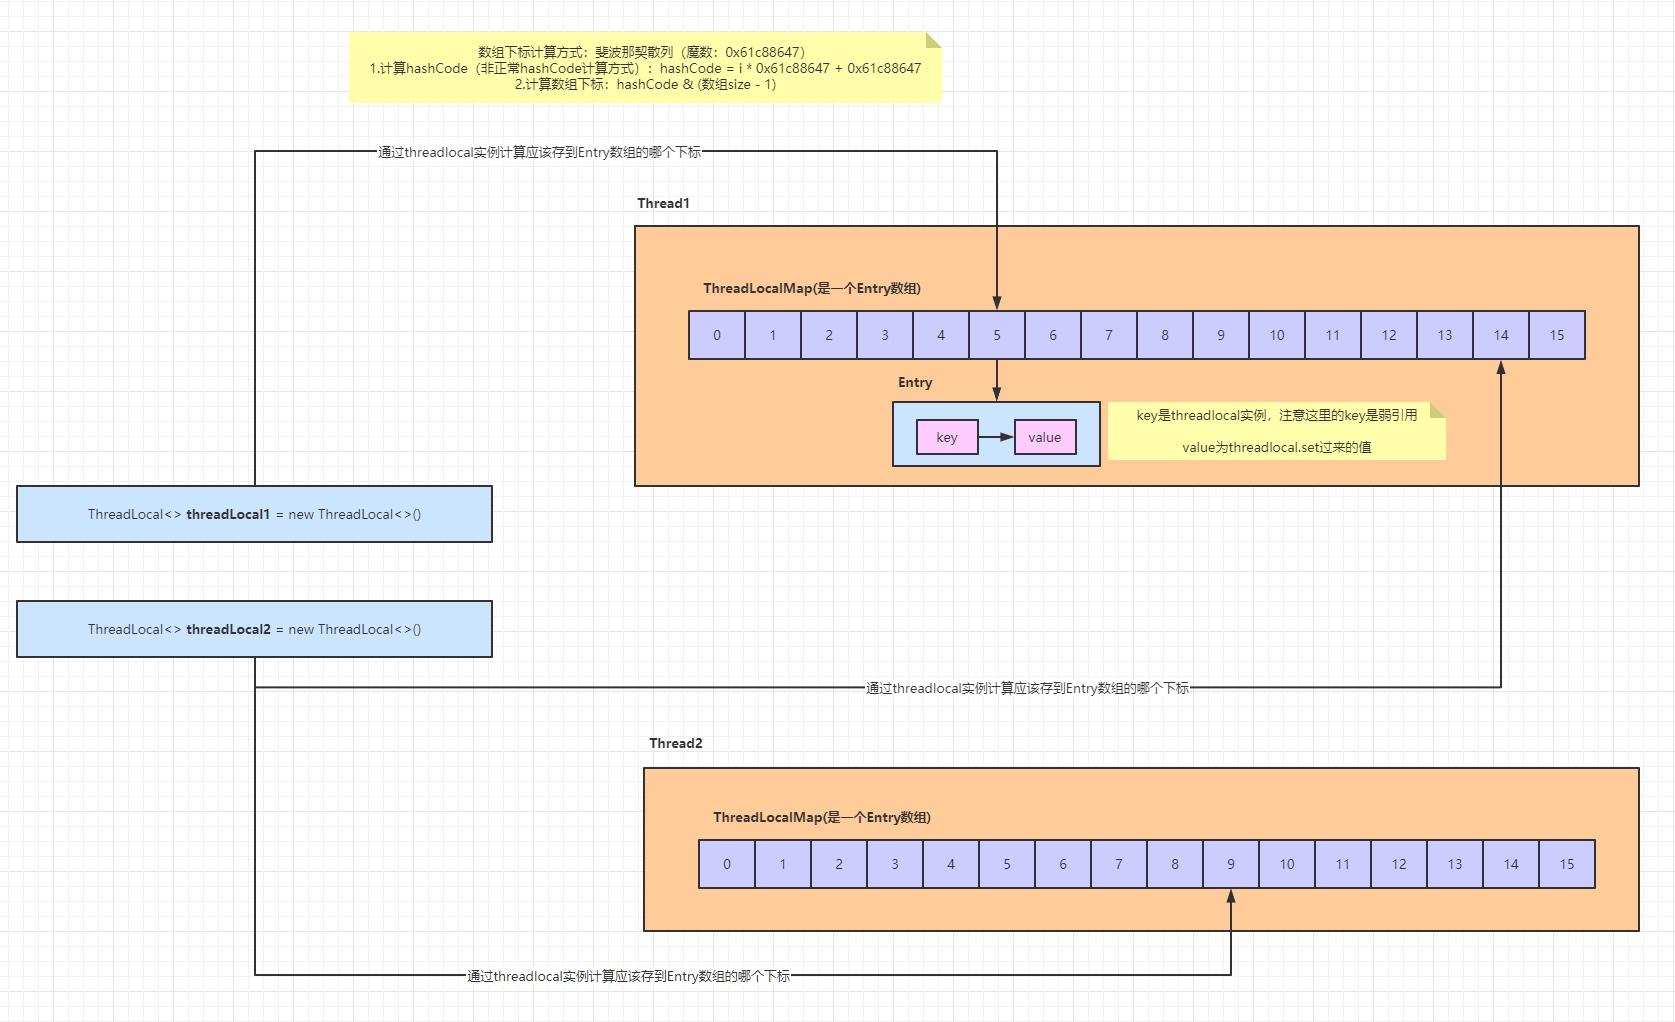 数组下标计算方式：斐波那契散列（魔数：0x61c88647）
1.计算hashCode（非正常hashCode计算方式）：hashCode = i * 0x61c88647 + 0x61c88647
2.计算数组下标：hashCode & (数组size - 1)
通过threadlocal实例计算应该存到Entry数组的哪个下标
Thread1
ThreadLocalMap(是一个Entry数组)
0 1 2 3 4 5 6 7 8 9 10 11 12 13 14 15
Entry
key value
key是threadlocal实例，注意这里的key是弱引用
value为threadlocal.set过来的值
ThreadLocal<> threadLocal1 = new ThreadLocal<>()
ThreadLocal<> threadLocal2 = new ThreadLocal<>()
通过threadlocal实例计算应该存到Entry数组的哪个下标
Thread2
ThreadLocalMap(是一个Entry数组)
0 1 2 3 4 5 6 7 8 9 10 11 12 13 14 15
通过threadlocal实例计算应该存到Entry数组的哪个下标